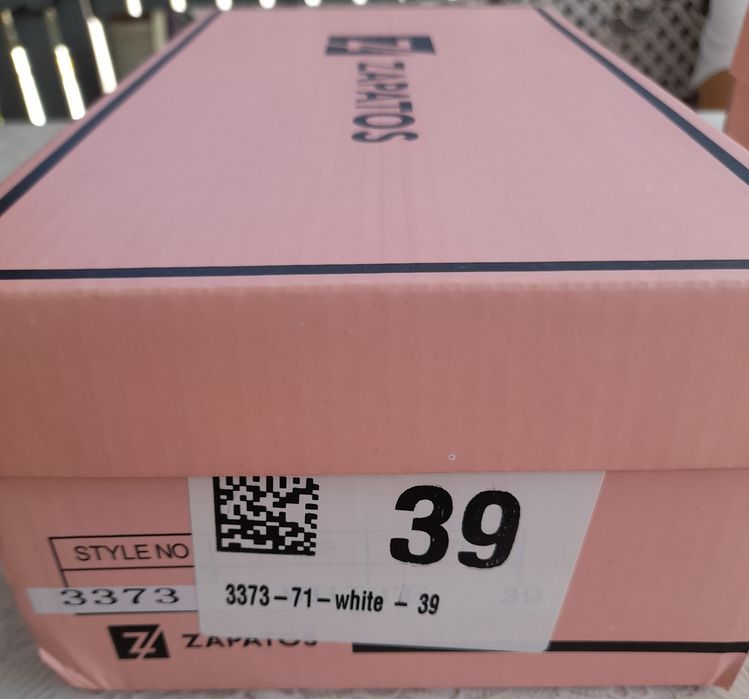 ZAPATOS
39
STYLE NO
3373
3373-71-white - 39
39
ZAPATOS